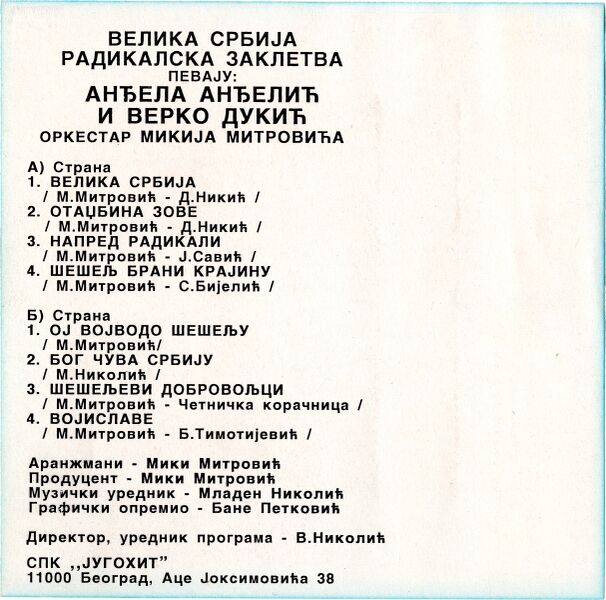 ВЕЛИКА СРБИЈА
РАДИКАЛСКА ЗАКЛЕТВА
ПЕВАЈУ:
АНЂЕЛА АНЂЕЛИЋ
И ВЕРКО ДУКИЋ
ОРКЕСТАР МИКИЈА МИТРОВИЋА
А) Страна
1. ВЕЛИКА СРБИЈА
/ М.Митровић - Д.Никић /
2. ОТАЏБИНА ЗОВЕ
/ М.Митровић - Д.Никић /
3. НАПРЕД РАДИКАЛИ
/ М.Митровић - Ј.Савић /
4. ШЕШЕЉ БРАНИ КРАЈИНУ
/ М.Митровић - С.Бијелић /
Б) Страна
1. ОЈ ВОЈВОДО ШЕШЕЉУ
/ М.Митровић/
2. БОГ ЧУВА СРБИЈУ
/ М.Николић /
3. ШЕШЕЉЕВИ ДОБРОВОЉЦИ
/ М.Митровић - Четничка корачница /
4. ВОЈИСЛАВЕ
/ М.Митровић - Б.Тимотијевић /
Аранжмани - Мики Митровић
Продуцент - Мики Митровић
Музички уредник - Младен Николић
Графички опремио - Бане Петковић
Директор, уредник програма - В.Николић
СПК ,,ЈУГОХИТ"
11000 Београд, Аце Јоксимовића 38